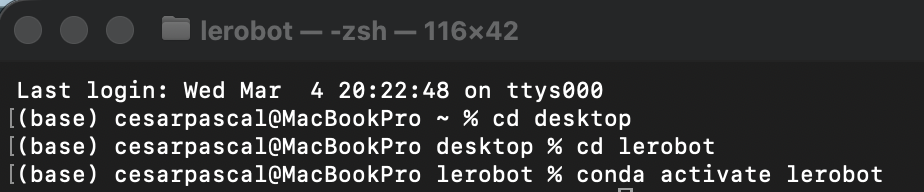 lerobot — -zsh — 116×42
Last login: Wed Mar  4 20:22:48 on ttys000
[(base) cesarpascal@MacBookPro ~ % cd desktop
[(base) cesarpascal@MacBookPro desktop % cd lerobot
[(base) cesarpascal@MacBookPro lerobot % conda activate lerobot